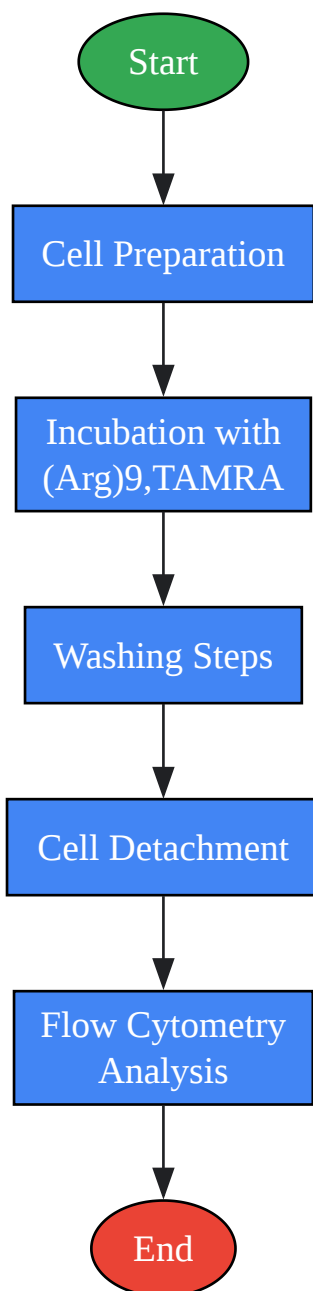 Start
Cell Preparation
Incubation with
(Arg)9,TAMRA
Washing Steps
Cell Detachment
Flow Cytometry
Analysis
End